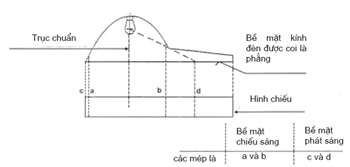 Trục chuẩn
Bề mặt kính
đèn được coi là
phẳng
c a b d
Hình chiếu
Bề mặt
chiếu sáng
Bề mặt
phát sáng
các mép là
a và b
c và d